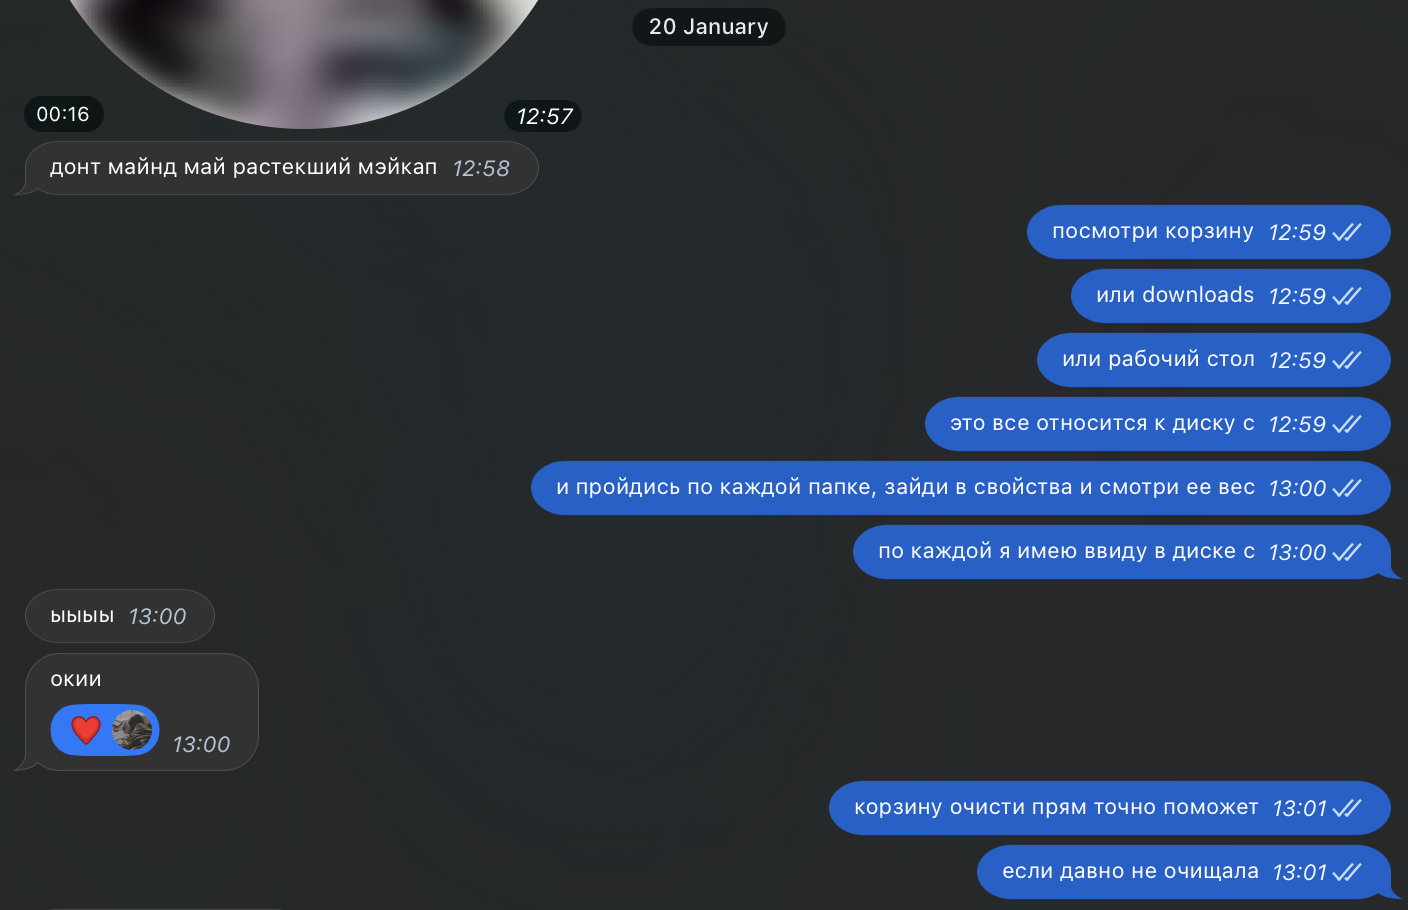 20 January
00:16
12:57
донт майнд май растекший мэйкап 12:58
посмотри корзину 12:59
или downloads 12:59
или рабочий стол 12:59
это все относится к диску с 12:59
и пройдись по каждой папке, зайди в свойства и смотри ее вес 13:00
по каждой я имею ввиду в диске с 13:00
ыыыы 13:00
окии
13:00
корзину очисти прям точно поможет 13:01
если давно не очищала 13:01